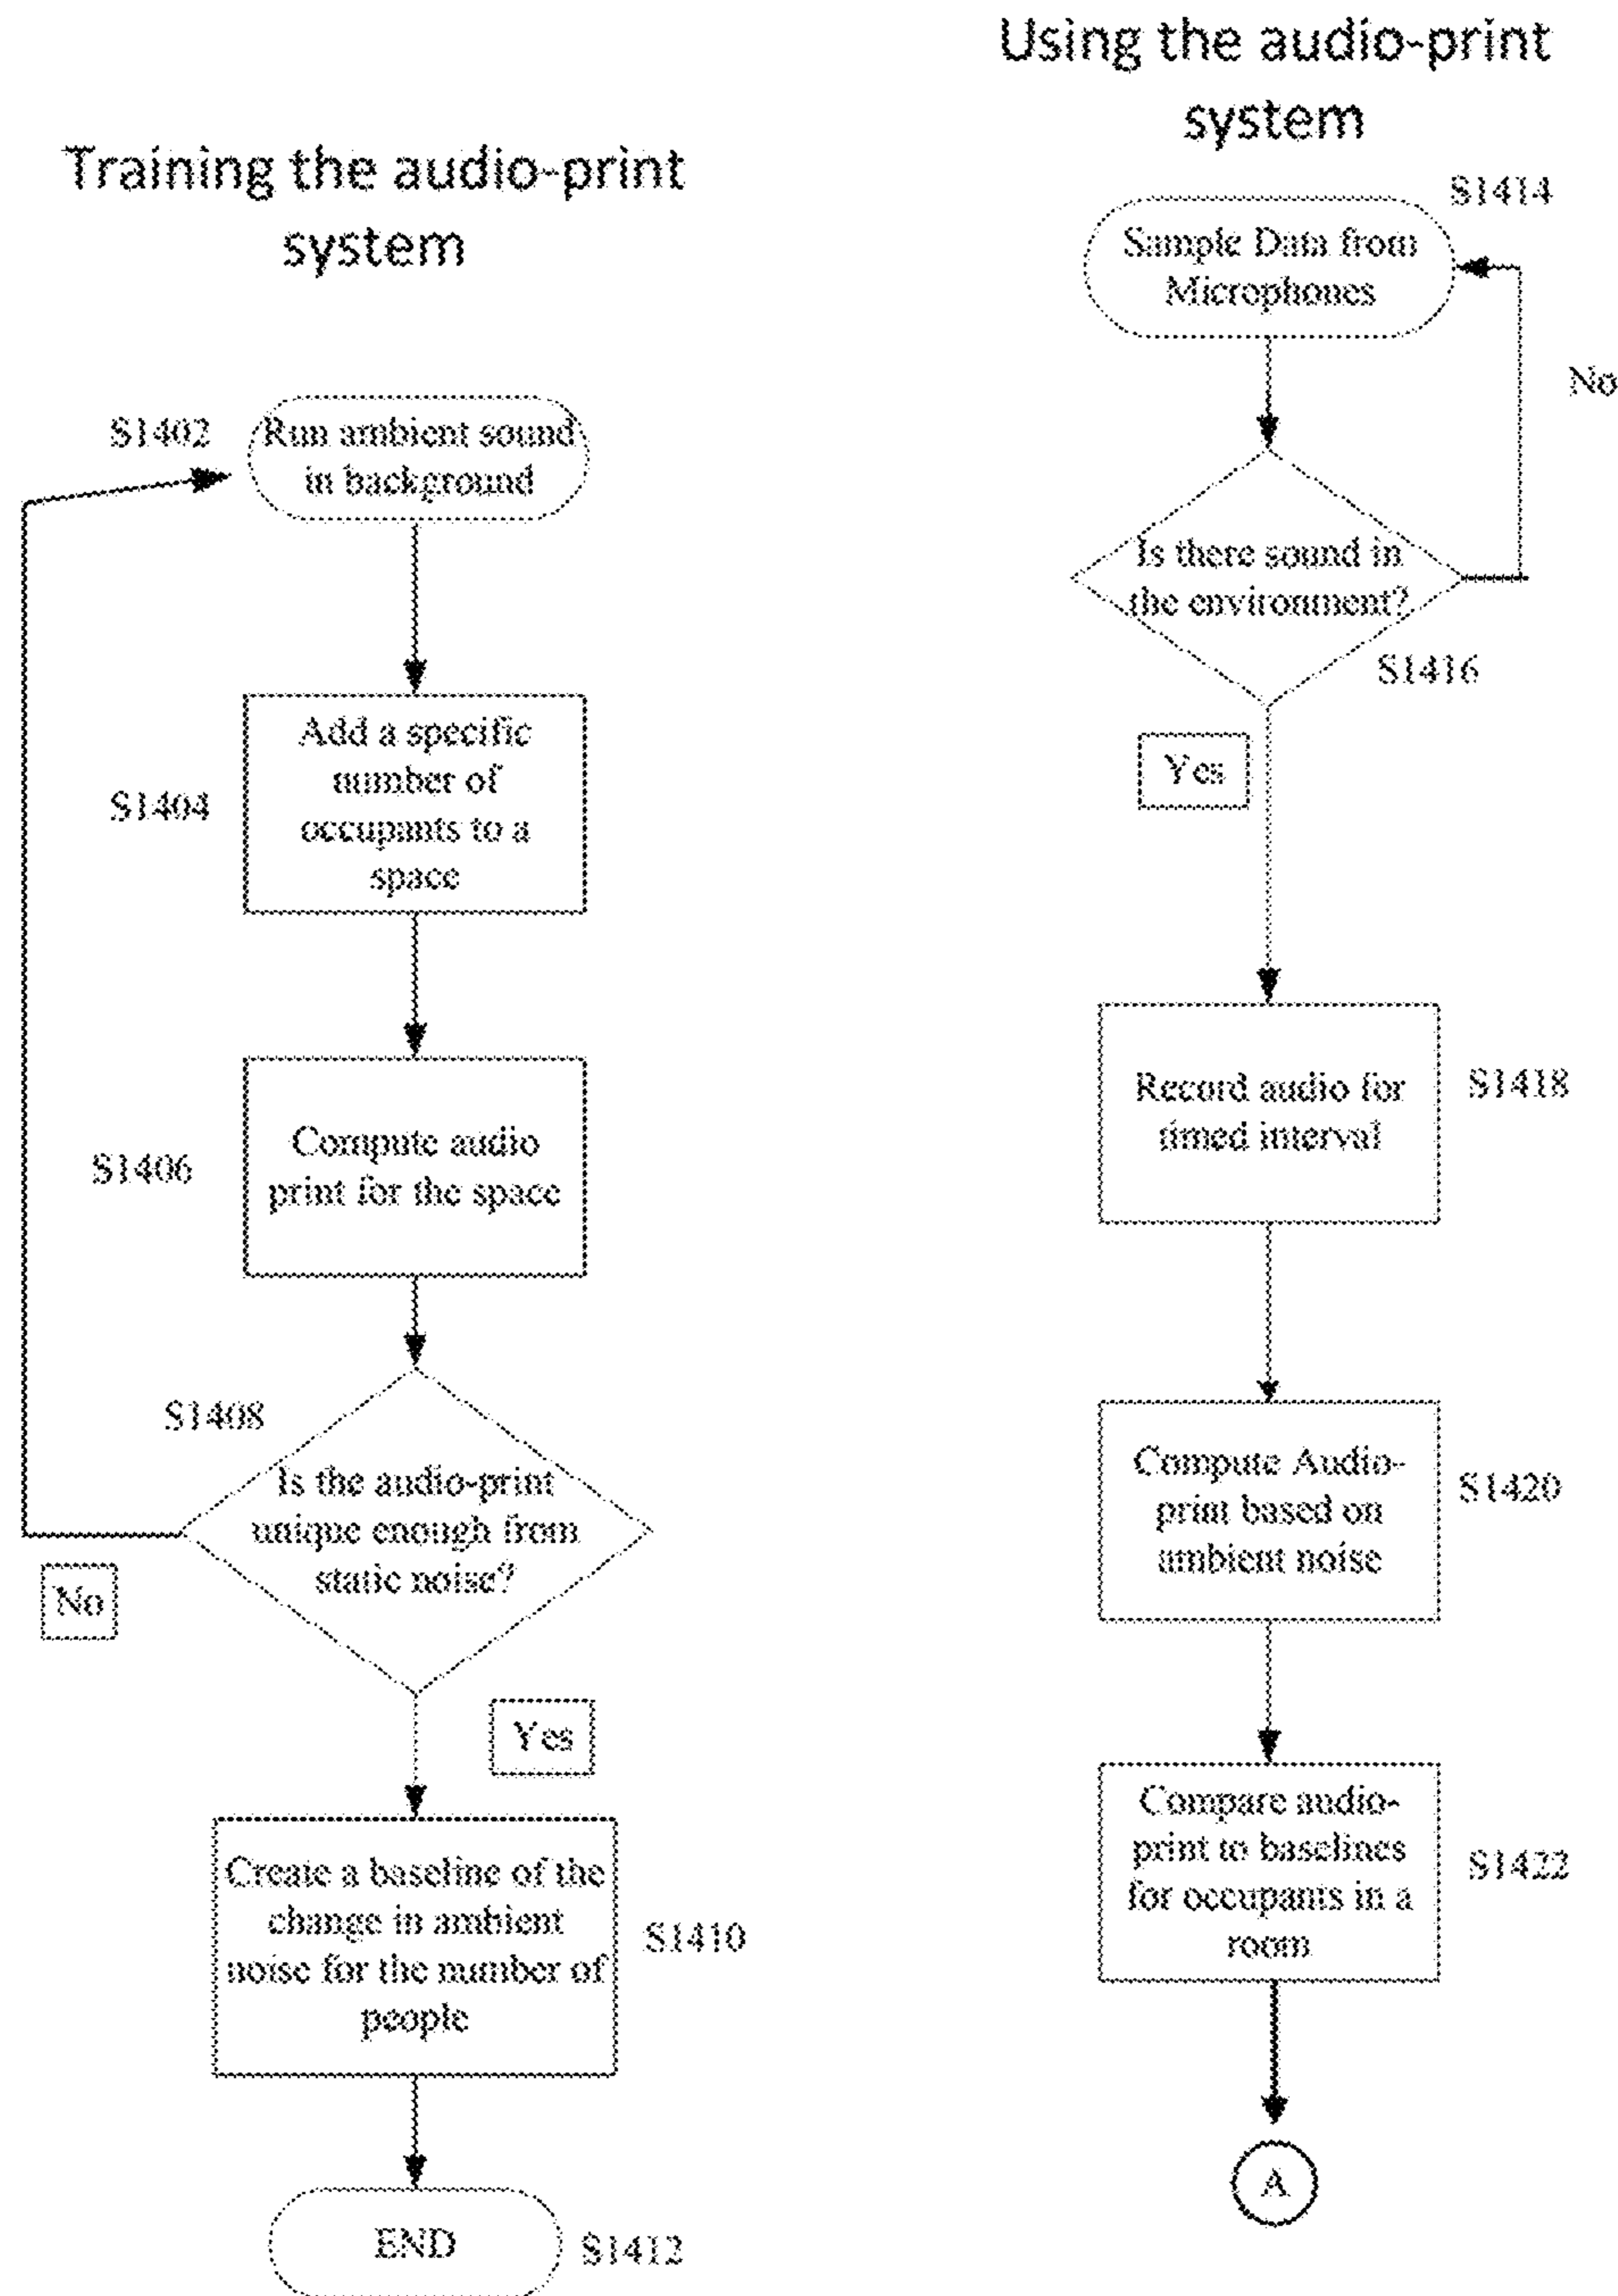 Training the audio-print
system
S1402
Run ambient sound
in background
S1404
Add a specific
number of
occupants to a
space
S1406
Compute audio
print for the space
S1408
Is the audio-print
unique enough from
static noise?
No
Yes
Create a baseline of the
change in ambient
noise for the number of
people
S1410
END
S1412
Using the audio-print
system
S1414
Sample Data from
Microphones
No
Is there sound in
the environment?
S1416
Yes
Record audio for
timed interval
S1418
Compute Audio-
print based on
ambient noise
S1420
Compare audio-
print to baselines
for occupants in a
room
S1422
A